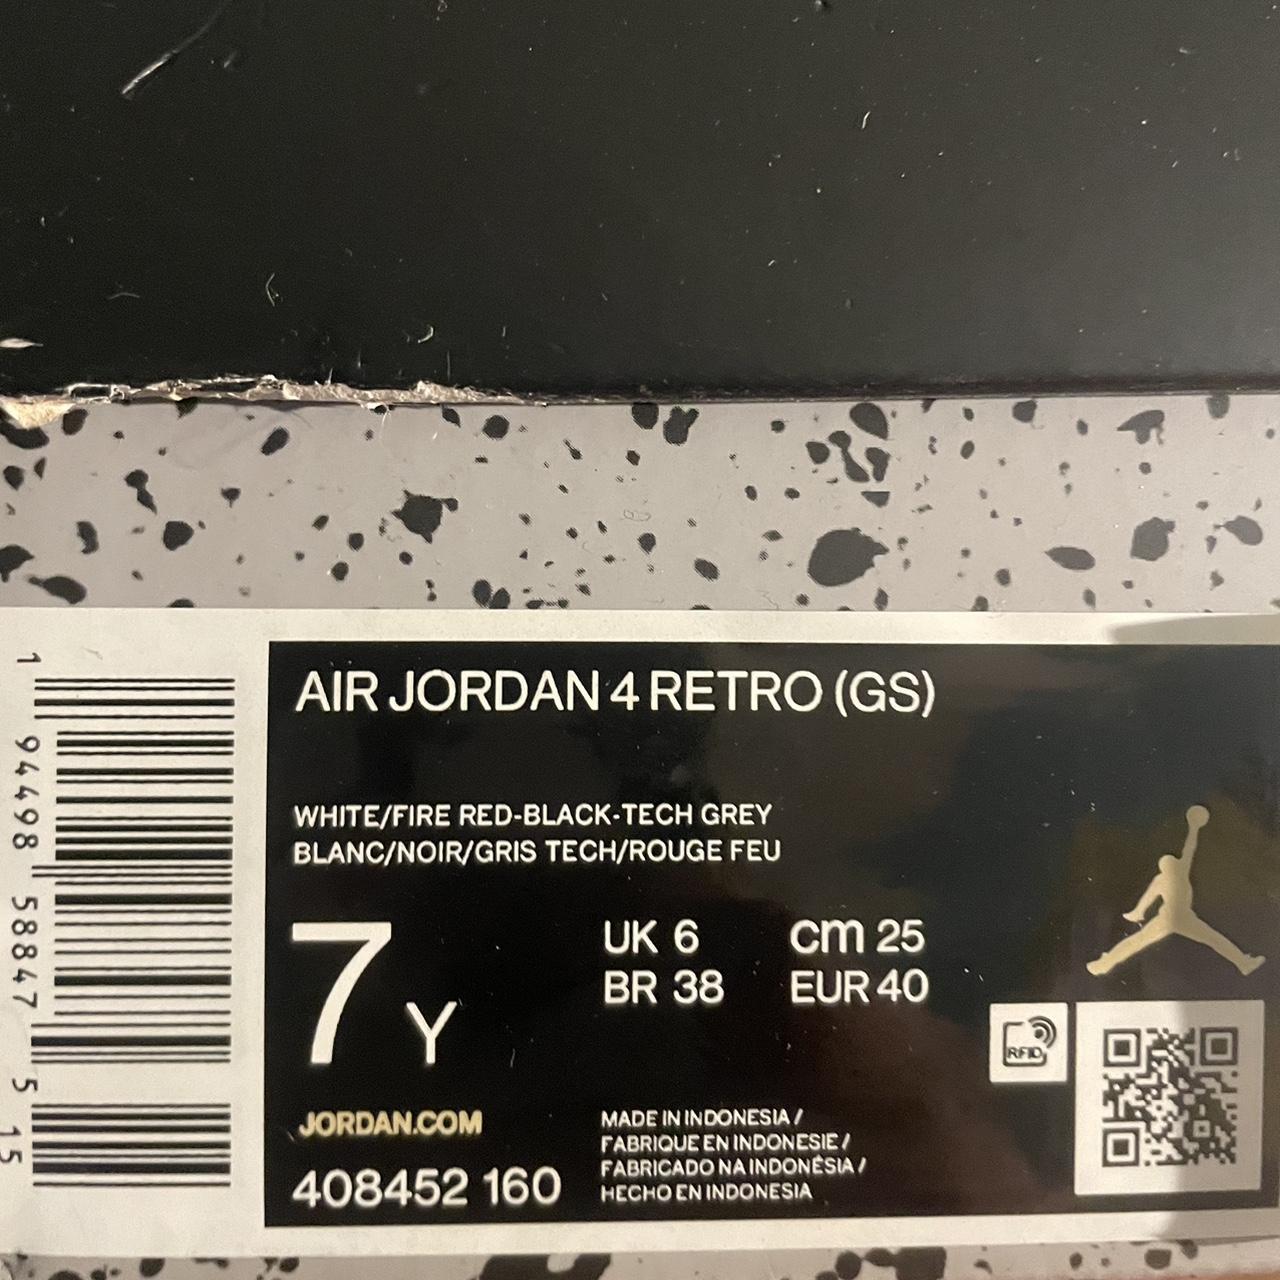 1 94498 58847 5 15
AIR JORDAN 4 RETRO (GS)
WHITE/FIRE RED-BLACK-TECH GREY
BLANC/NOIR/GRIS TECH/ROUGE FEU
7 Y
UK 6 cm 25
BR 38 EUR 40
RFID
JORDAN.COM
408452 160
MADE IN INDONESIA /
FABRIQUE EN INDONESIE /
FABRICADO NA INDONÉSIA /
HECHO EN INDONESIA